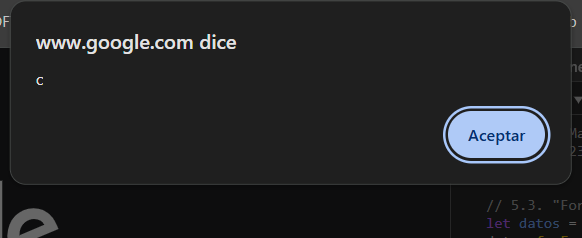 www.google.com dice
c
Aceptar
// 5.3. "For
let datos =